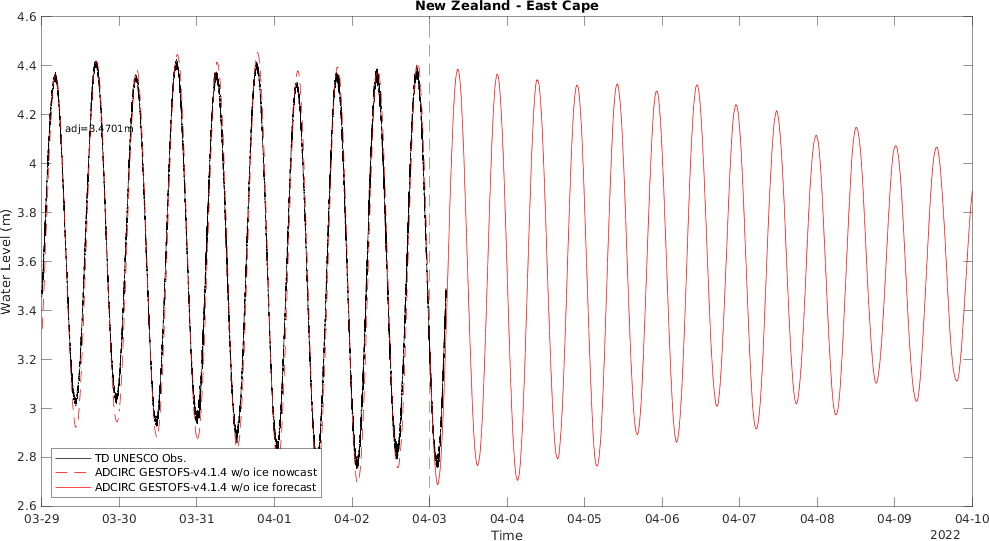 New Zealand - East Cape
4.6
4.4
4.2
4
3.8
3.6
3.4
3.2
3
2.8
2.6
Water Level (m)
adj=3.4701m
TD UNESCO Obs.
ADCIRC GESTOFS-v4.1.4 w/o ice nowcast
ADCIRC GESTOFS-v4.1.4 w/o ice forecast
03-29 03-30 03-31 04-01 04-02 04-03 04-04 04-05 04-06 04-07 04-08 04-09 04-10
Time
2022